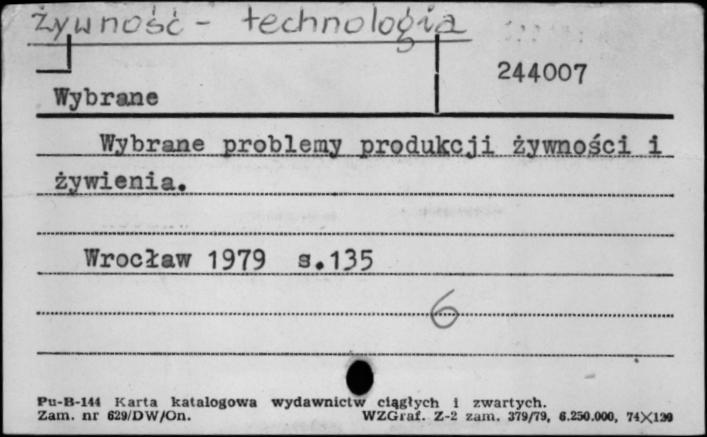 Żywność - technologia
244007
Wybrane
Wybrane problemy produkcji żywności i
żywienia.
Wrocław 1979 s.135
6
Pu-B-144 Karta katalogowa wydawnictw ciągłych i zwartych.
Zam. nr 629/DW/On. WZGraf. Z-2 zam. 379/79, 6.250.000, 74X120